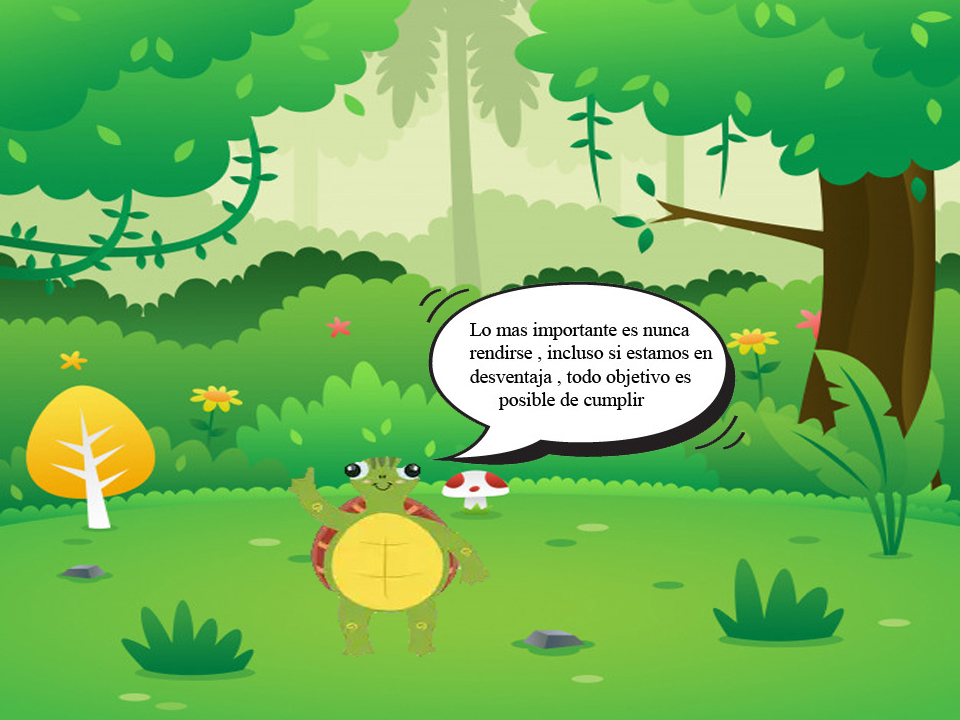 Lo mas importante es nunca
rendirse , incluso si estamos en
desventaja , todo objetivo es
posible de cumplir